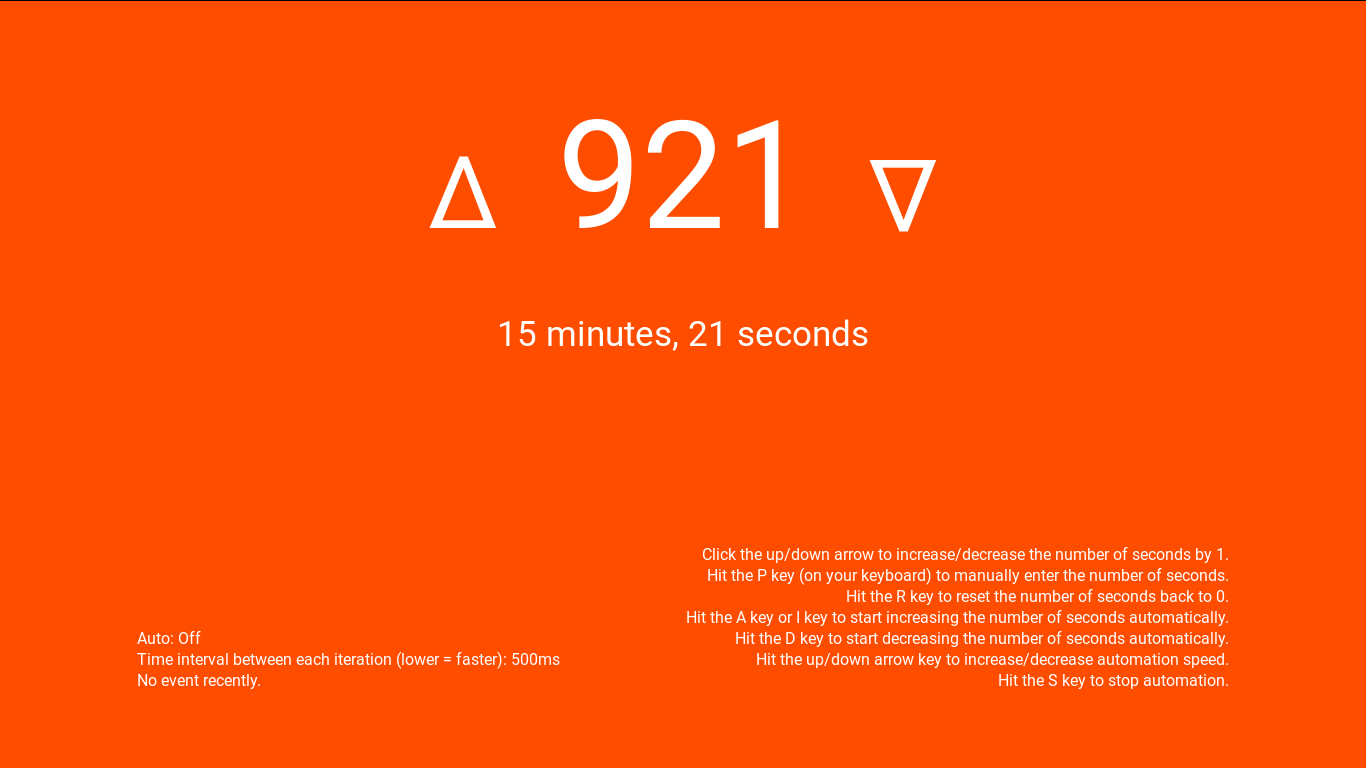 Δ 921 ∇
15 minutes, 21 seconds
Click the up/down arrow to increase/decrease the number of seconds by 1.
Hit the P key (on your keyboard) to manually enter the number of seconds.
Hit the R key to reset the number of seconds back to 0.
Hit the A key or I key to start increasing the number of seconds automatically.
Hit the D key to start decreasing the number of seconds automatically.
Hit the up/down arrow key to increase/decrease automation speed.
Hit the S key to stop automation.
Auto: Off
Time interval between each iteration (lower = faster): 500ms
No event recently.